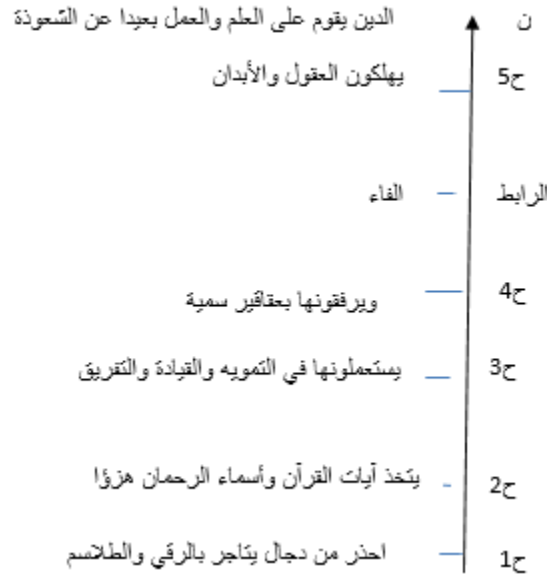 ن الدين يقوم على العلم والعمل بعيدا عن الشعوذة
ح5 يهلكون العقول والأبدان
الرابط الفاء
ح4 ويرفقونها بعقاقير سمية
ح3 يستعملونها في التمويه والقيادة والتفريق
ح2 يتخذ آيات القرآن وأسماء الرحمان هزؤا
ح1 احذر من دجال يتاجر بالرقي والطلاسم